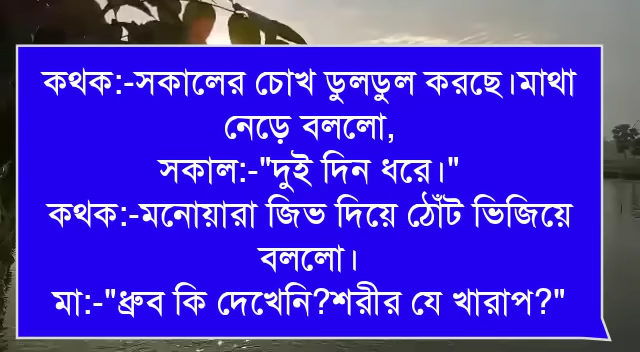 কথক:-সকালের চোখ ডুলডুল করছে।মাথা
নেড়ে বললো,
সকাল:-"দুই দিন ধরে।"
কথক:-মনোয়ারা জিভ দিয়ে ঠোঁট ভিজিয়ে
বললো।
মা:-"ধ্রুব কি দেখেনি?শরীর যে খারাপ?"